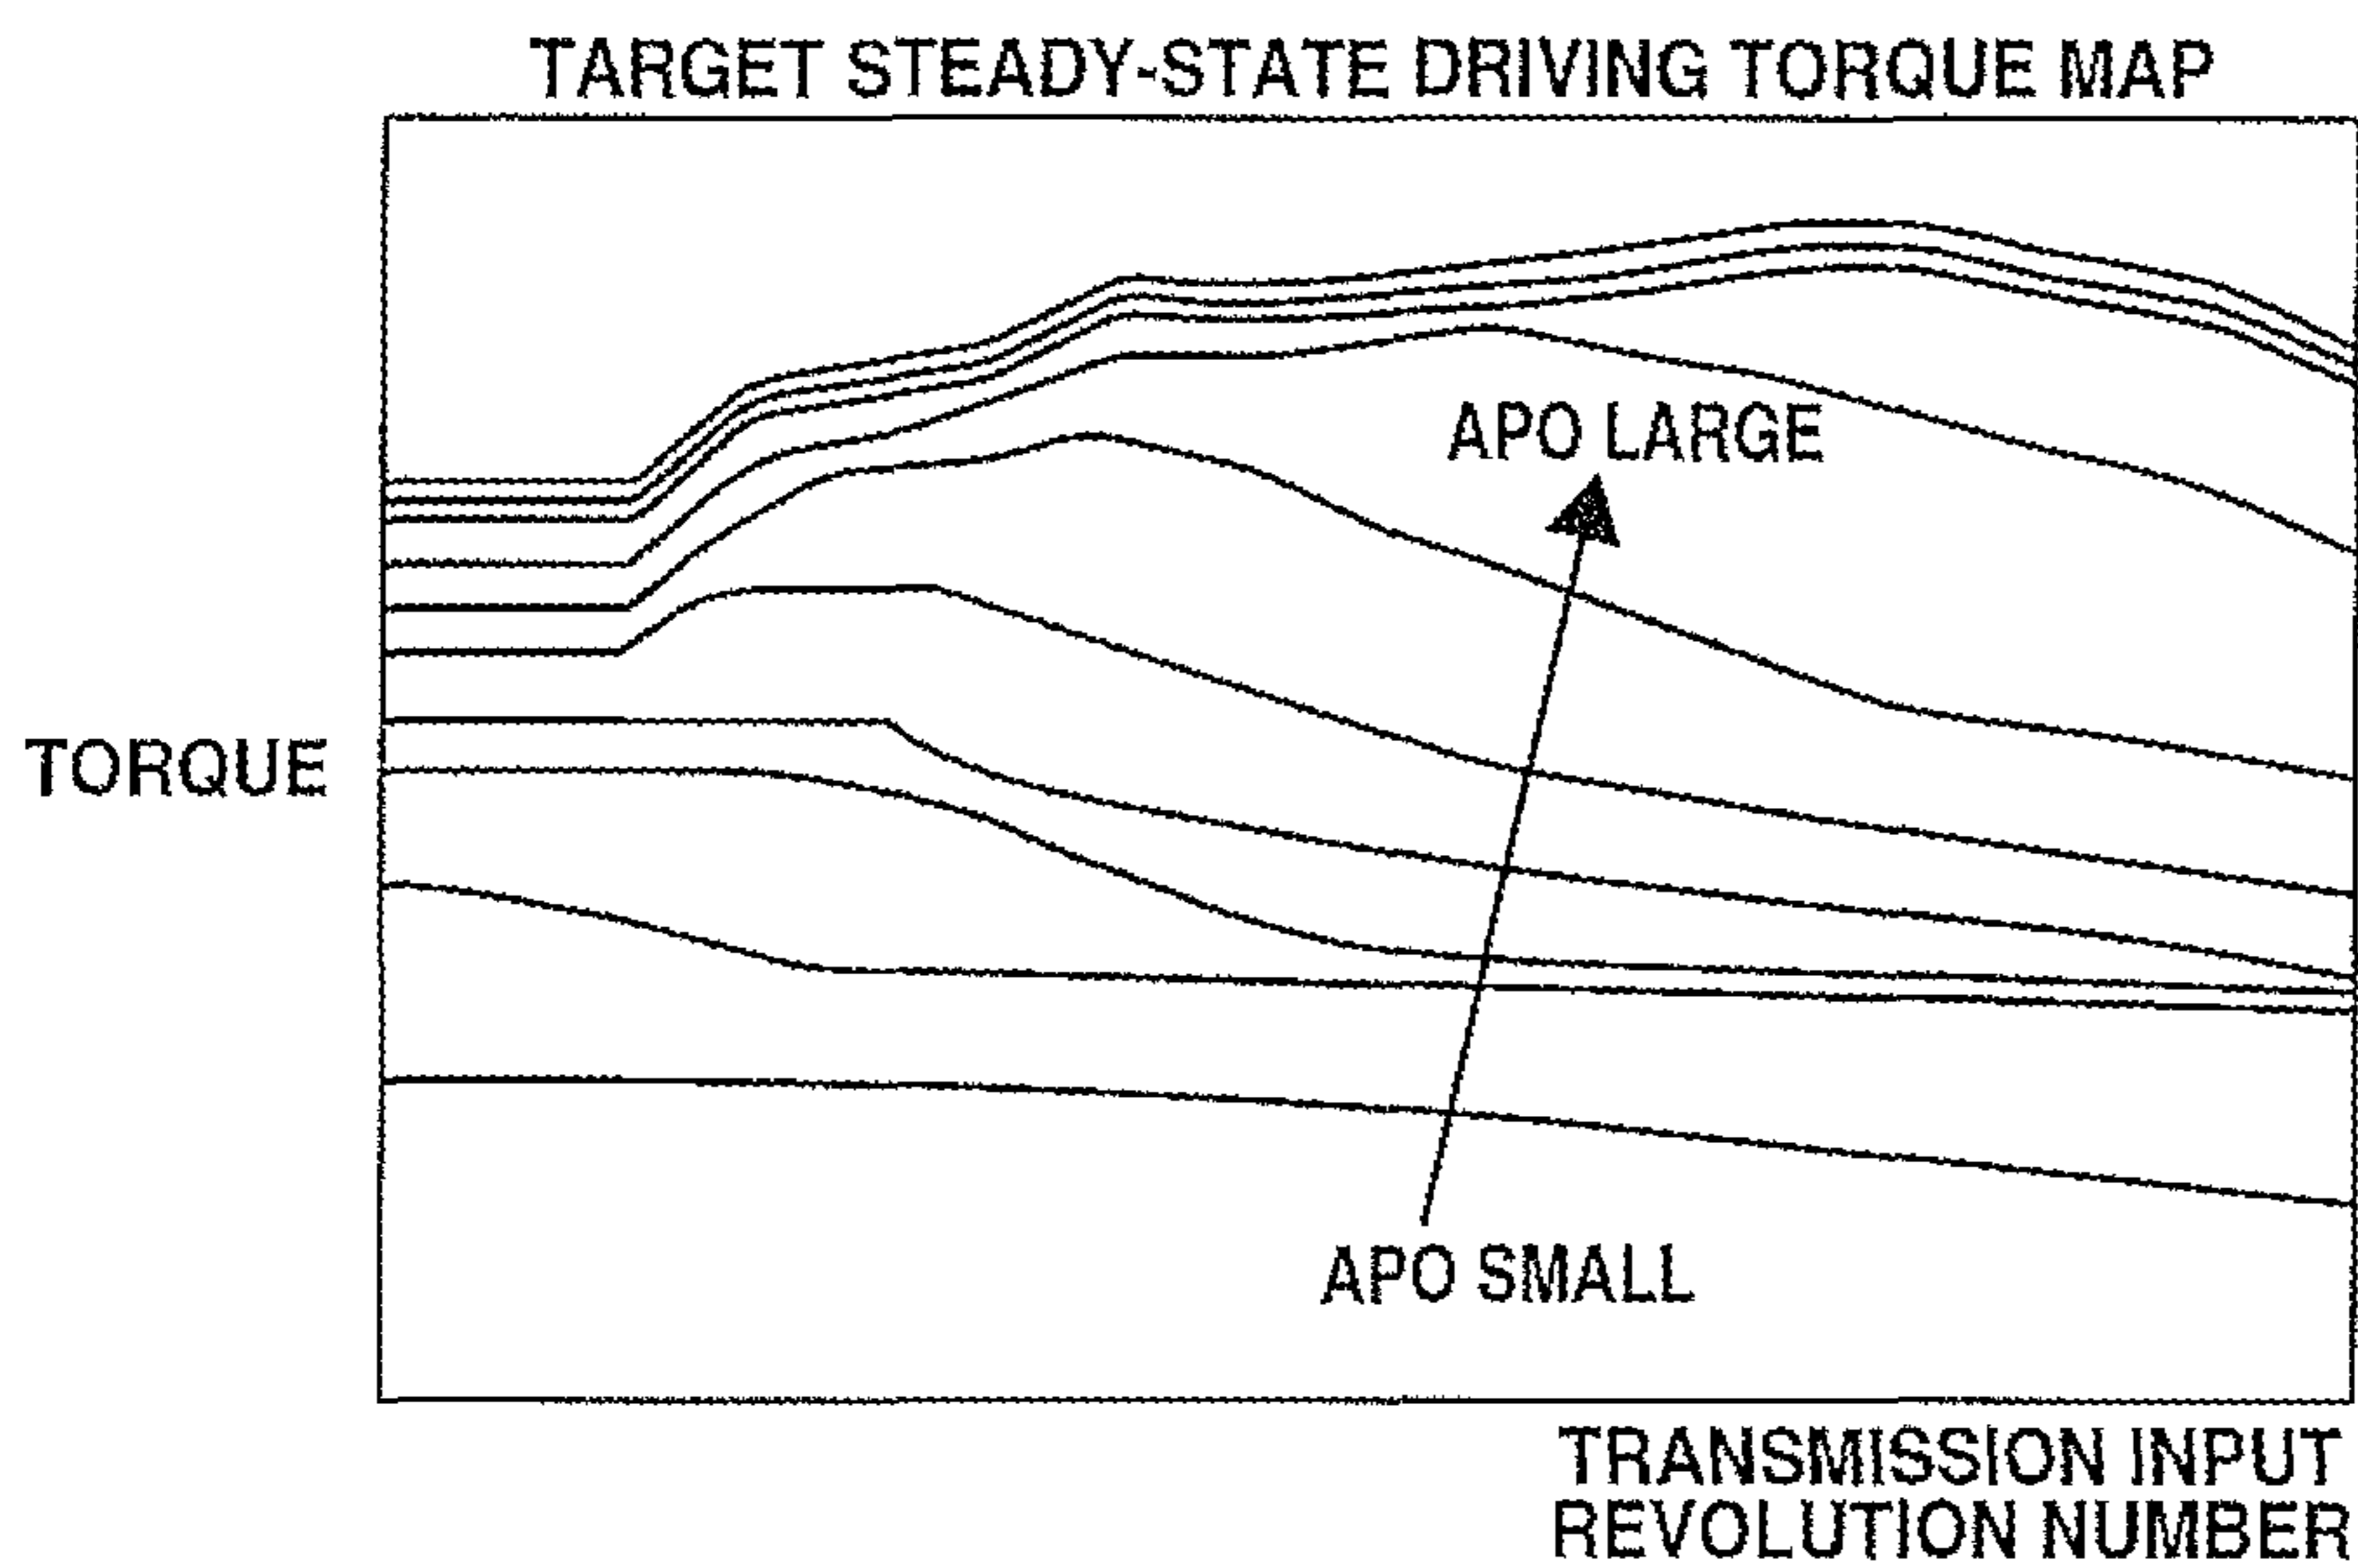 TARGET STEADY-STATE DRIVING TORQUE MAP
APO LARGE
TORQUE
APO SMALL
TRANSMISSION INPUT
REVOLUTION NUMBER